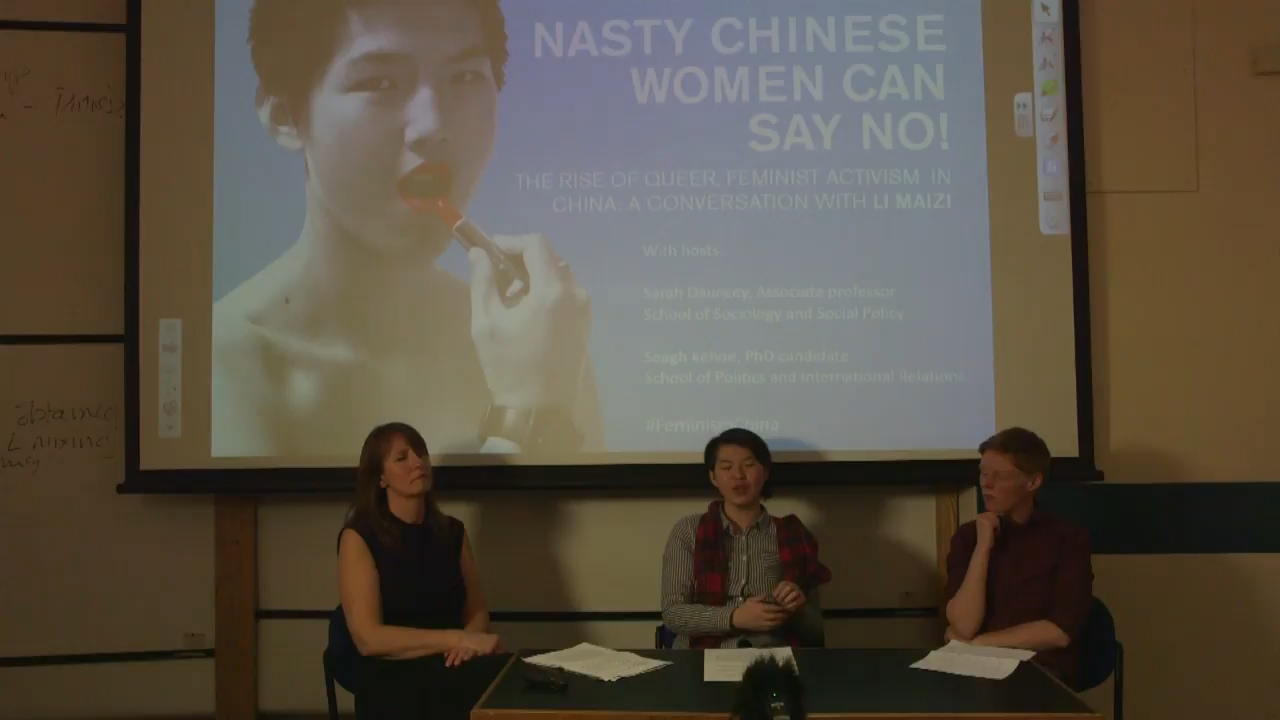 NASTY CHINESE
WOMEN CAN
SAY NO!
THE RISE OF QUEER, FEMINIST ACTIVISM IN
CHINA: A CONVERSATION WITH LI MAIZI
With hosts:
Sarah Dauncey, Associate professor
School of Sociology and Social Policy
Séagh Kehoe, PhD candidate
School of Politics and International Relations
#FeminismChina